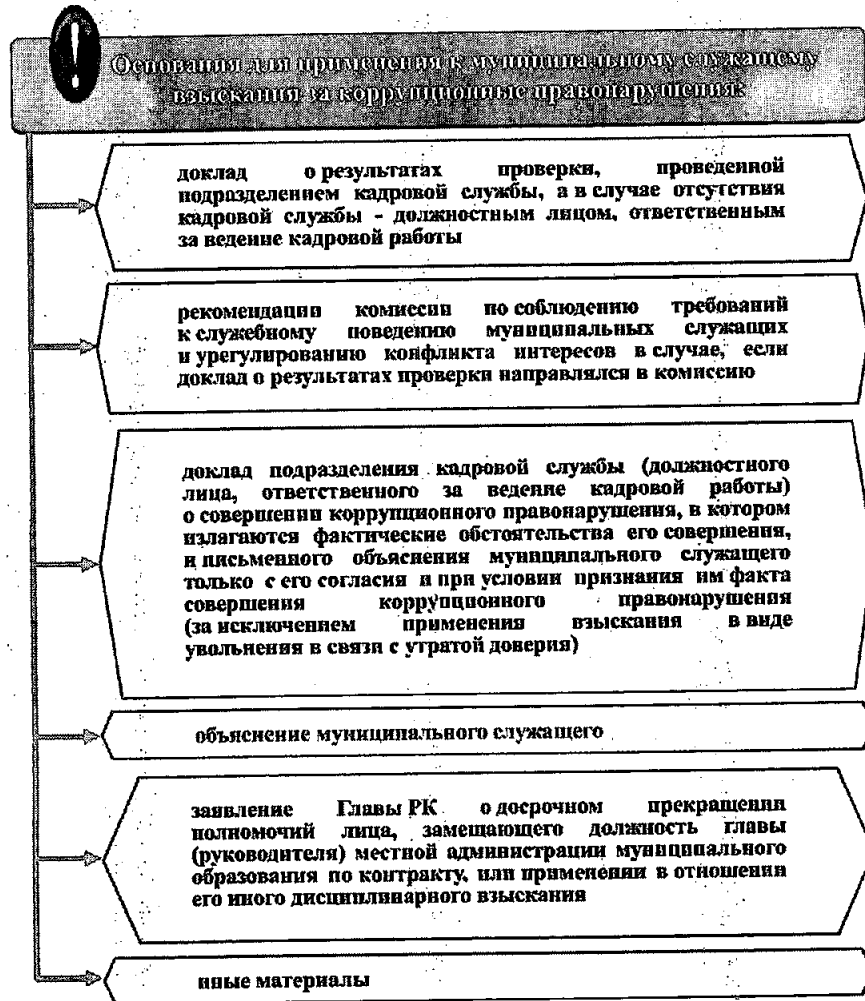 !
Основания для применения к муниципальному служащему
взыскания за коррупционные правонарушения:
доклад о результатах проверки, проведенной
подразделением кадровой службы, а в случае отсутствия
кадровой службы - должностным лицом, ответственным
за ведение кадровой работы
рекомендации комиссии по соблюдению требований
к служебному поведению муниципальных служащих
и урегулированию конфликта интересов в случае, если
доклад о результатах проверки направлялся в комиссию
доклад подразделения кадровой службы (должностного
лица, ответственного за ведение кадровой работы)
о совершении коррупционного правонарушения, в котором
излагаются фактические обстоятельства его совершения,
и письменного объяснения муниципального служащего
только с его согласия и при условии признания им факта
совершения коррупционного правонарушения
(за исключением применения взыскания в виде
увольнения в связи с утратой доверия)
объяснение муниципального служащего
заявление Главы РК о досрочном прекращении
полномочий лица, замещающего должность главы
(руководителя) местной администрации муниципального
образования по контракту, или применении в отношении
его иного дисциплинарного взыскания
иные материалы